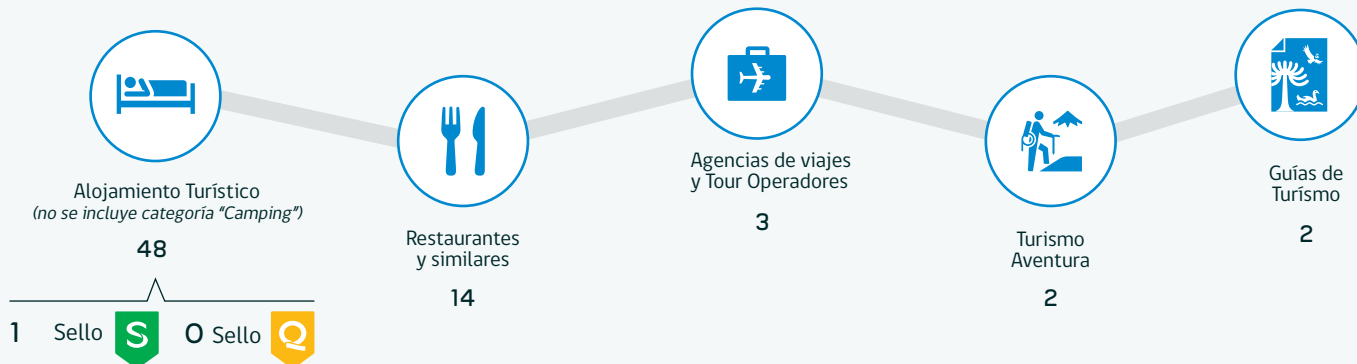 Alojamiento Turístico
(no se incluye categoría "Camping")
48
1 Sello S 0 Sello Q
Restaurantes
y similares
14
Agencias de viajes
y Tour Operadores
3
Turismo
Aventura
2
Guías de
Turísmo
2